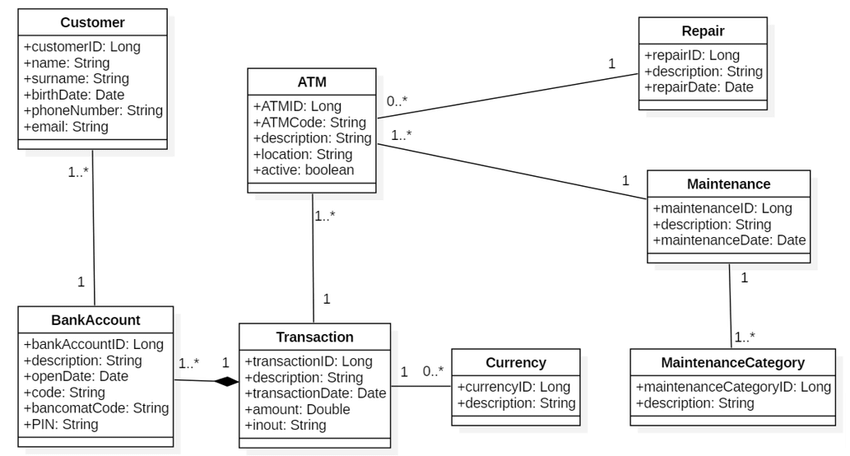 Customer
+customerID: Long
+name: String
+surname: String
+birthDate: Date
+phoneNumber: String
+email: String
1..*
1
ATM
+ATMID: Long
+ATMCode: String
+description: String
+location: String
+active: boolean
0..*
1
1..*
1
1..*
1
Repair
+repairID: Long
+description: String
+repairDate: Date
Maintenance
+maintenanceID: Long
+description: String
+maintenanceDate: Date
1
1..*
BankAccount
+bankAccountID: Long
+description: String
+openDate: Date
+code: String
+bancomatCode: String
+PIN: String
1..*
1
Transaction
+transactionID: Long
+description: String
+transactionDate: Date
+amount: Double
+inout: String
1
0..*
Currency
+currencyID: Long
+description: String
MaintenanceCategory
+maintenanceCategoryID: Long
+description: String